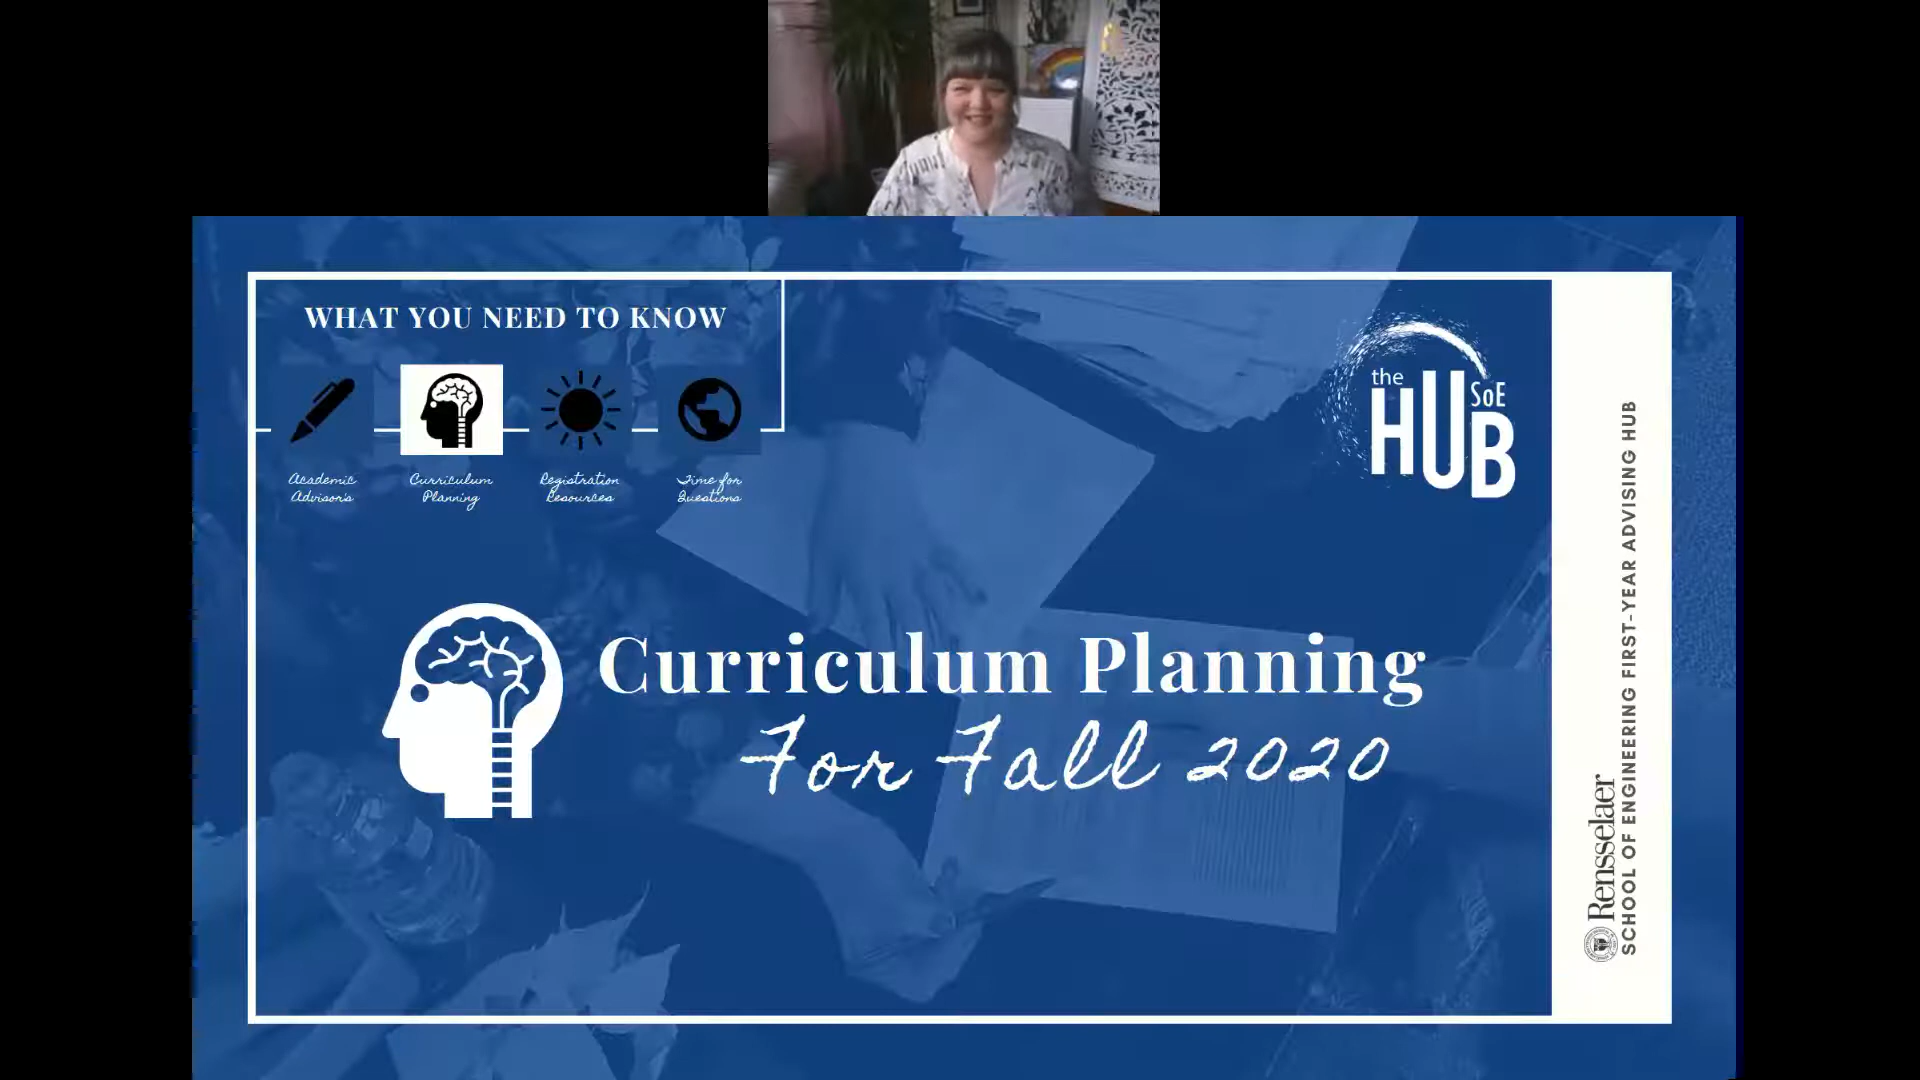 WHAT YOU NEED TO KNOW
Academic
Advisors
Curriculum
Planning
Registration
Resources
Time for
Questions
the
HUB
SoE
Curriculum Planning
For Fall 2020
Rensselaer
SCHOOL OF ENGINEERING FIRST-YEAR ADVISING HUB